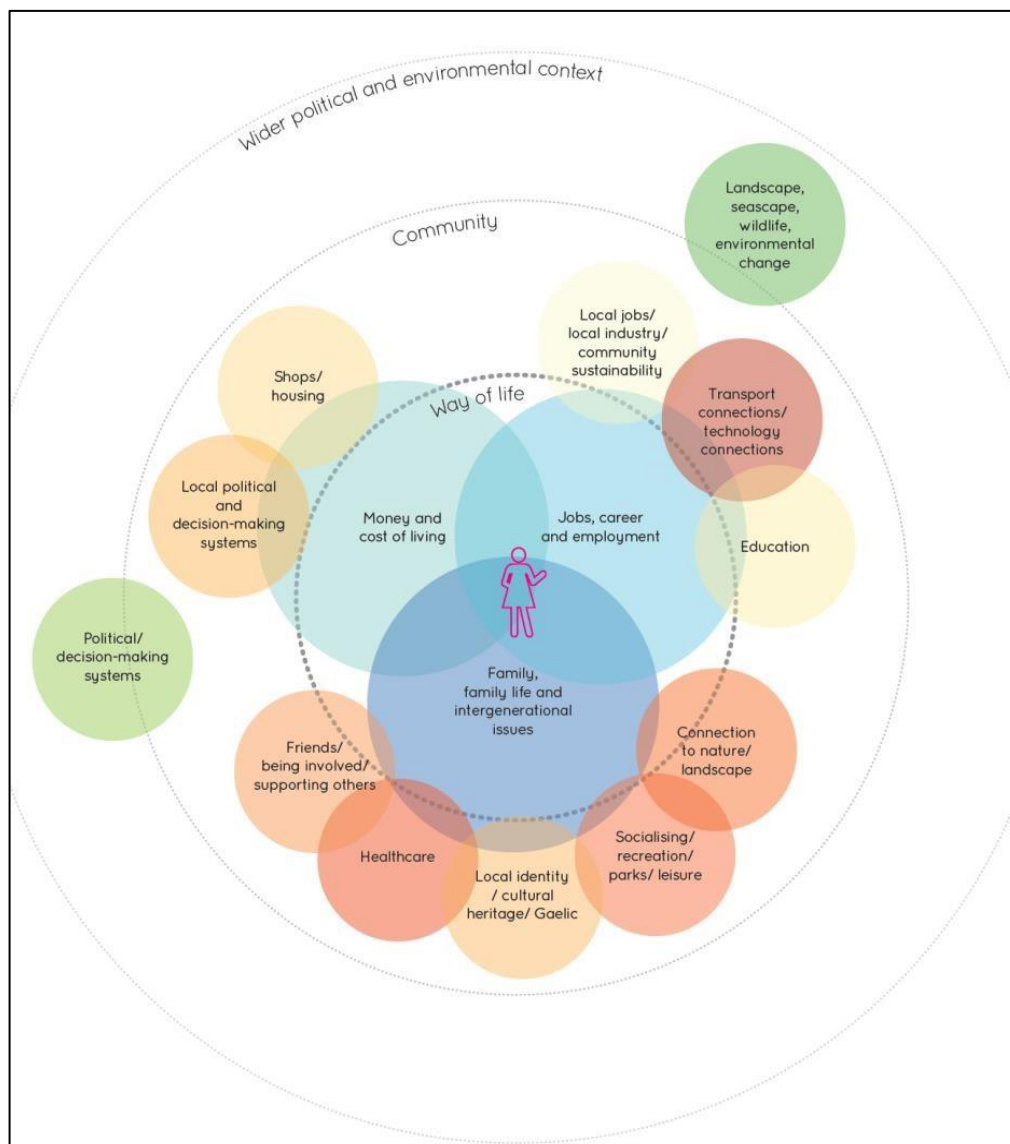 Wider political and environmental context
Landscape,
seascape,
wildlife,
environmental
change
Community
Local jobs/
local industry/
community
sustainability
Shops/
housing
Way of life
Transport
connections/
technology
connections
Local political
and
decision-making
systems
Money and
cost of living
Jobs, career
and employment
Education
Political/
decision-making
systems
Family,
family life and
intergenerational
issues
Friends/
being involved/
supporting others
Connection
to nature/
landscape
Healthcare
Local identity
/ cultural
heritage/ Gaelic
Socialising/
recreation/
parks/ leisure